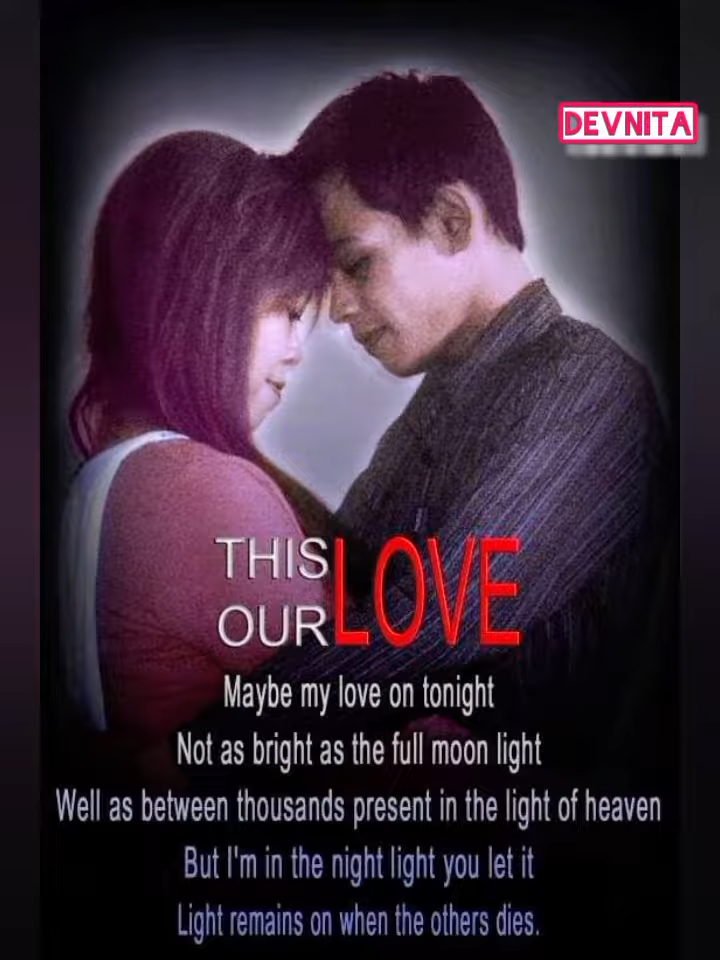 DEVNITA
THIS LOVE
OUR
Maybe my love on tonight
Not as bright as the full moon light
Well as between thousands present in the light of heaven
But I'm in the night light you let it
Light remains on when the others dies.